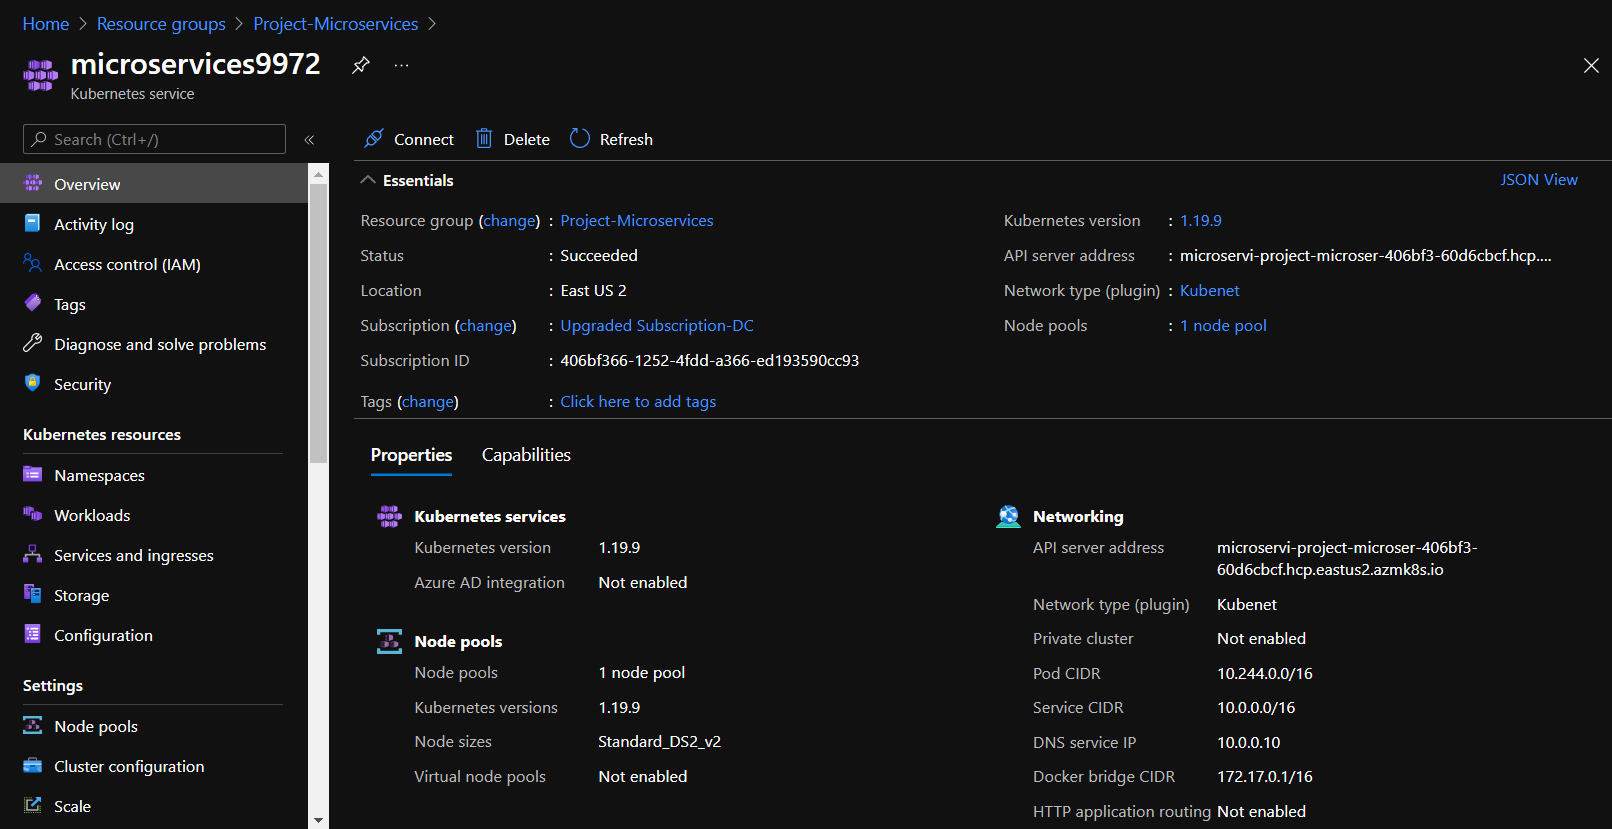 Home > Resource groups > Project-Microservices >
microservices9972
...
Kubernetes service
Search (Ctrl+/)
«
Overview
Activity log
Access control (IAM)
Tags
Diagnose and solve problems
Security
Kubernetes resources
Namespaces
Workloads
Services and ingresses
Storage
Configuration
Settings
Node pools
Cluster configuration
Scale
Connect Delete Refresh
Essentials
JSON View
Resource group (change) : Project-Microservices
Status : Succeeded
Location : East US 2
Subscription (change) : Upgraded Subscription-DC
Subscription ID : 406bf366-1252-4fdd-a366-ed193590cc93
Tags (change) : Click here to add tags
Kubernetes version : 1.19.9
API server address : microservi-project-microser-406bf3-60d6cbcf.hcp....
Network type (plugin) : Kubenet
Node pools : 1 node pool
Properties Capabilities
Kubernetes services
Kubernetes version 1.19.9
Azure AD integration Not enabled
Node pools
Node pools 1 node pool
Kubernetes versions 1.19.9
Node sizes Standard_DS2_v2
Virtual node pools Not enabled
Networking
API server address microservi-project-microser-406bf3-
60d6cbcf.hcp.eastus2.azmk8s.io
Network type (plugin) Kubenet
Private cluster Not enabled
Pod CIDR 10.244.0.0/16
Service CIDR 10.0.0.0/16
DNS service IP 10.0.0.10
Docker bridge CIDR 172.17.0.1/16
HTTP application routing Not enabled